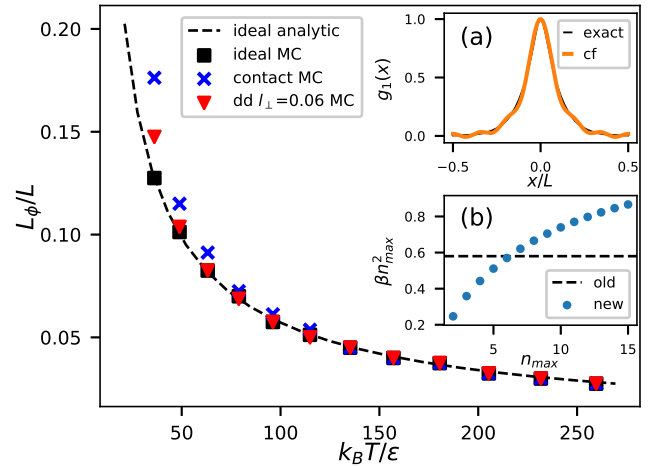 0.20
0.15
0.10
0.05
L_ϕ/L
50
100
150
200
250
k_BT/ε
ideal analytic
ideal MC
contact MC
dd l_⊥=0.06 MC
(a)
exact
cf
1.0
0.5
0.0
g_1(x)
−0.5
0.0
0.5
x/L
(b)
0.8
0.6
0.4
0.2
βn²_max
old
new
5
10
15
n_max